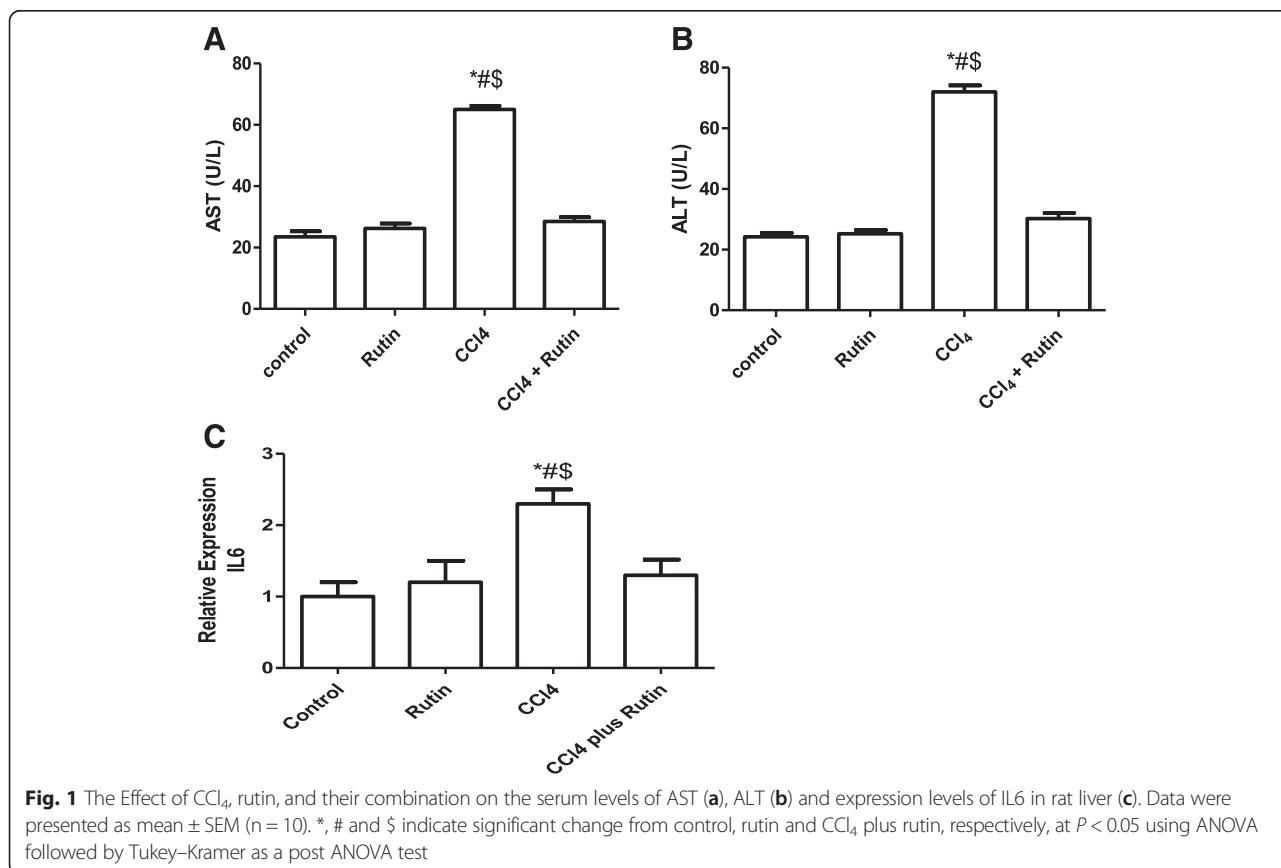 A
80
60
40
20
0
AST (U/L)
*#$
control
Rutin
CCl4
CCl4 + Rutin
B
80
60
40
20
0
ALT (U/L)
*#$
control
Rutin
CCl₄
CCl₄ + Rutin
C
3
2
1
0
Relative Expression
IL6
*#$
Control
Rutin
CCl4
CCl4 plus Rutin
Fig. 1 The Effect of CCl₄, rutin, and their combination on the serum levels of AST (a), ALT (b) and expression levels of IL6 in rat liver (c). Data were
presented as mean ± SEM (n = 10). *, # and $ indicate significant change from control, rutin and CCl₄ plus rutin, respectively, at P < 0.05 using ANOVA
followed by Tukey–Kramer as a post ANOVA test